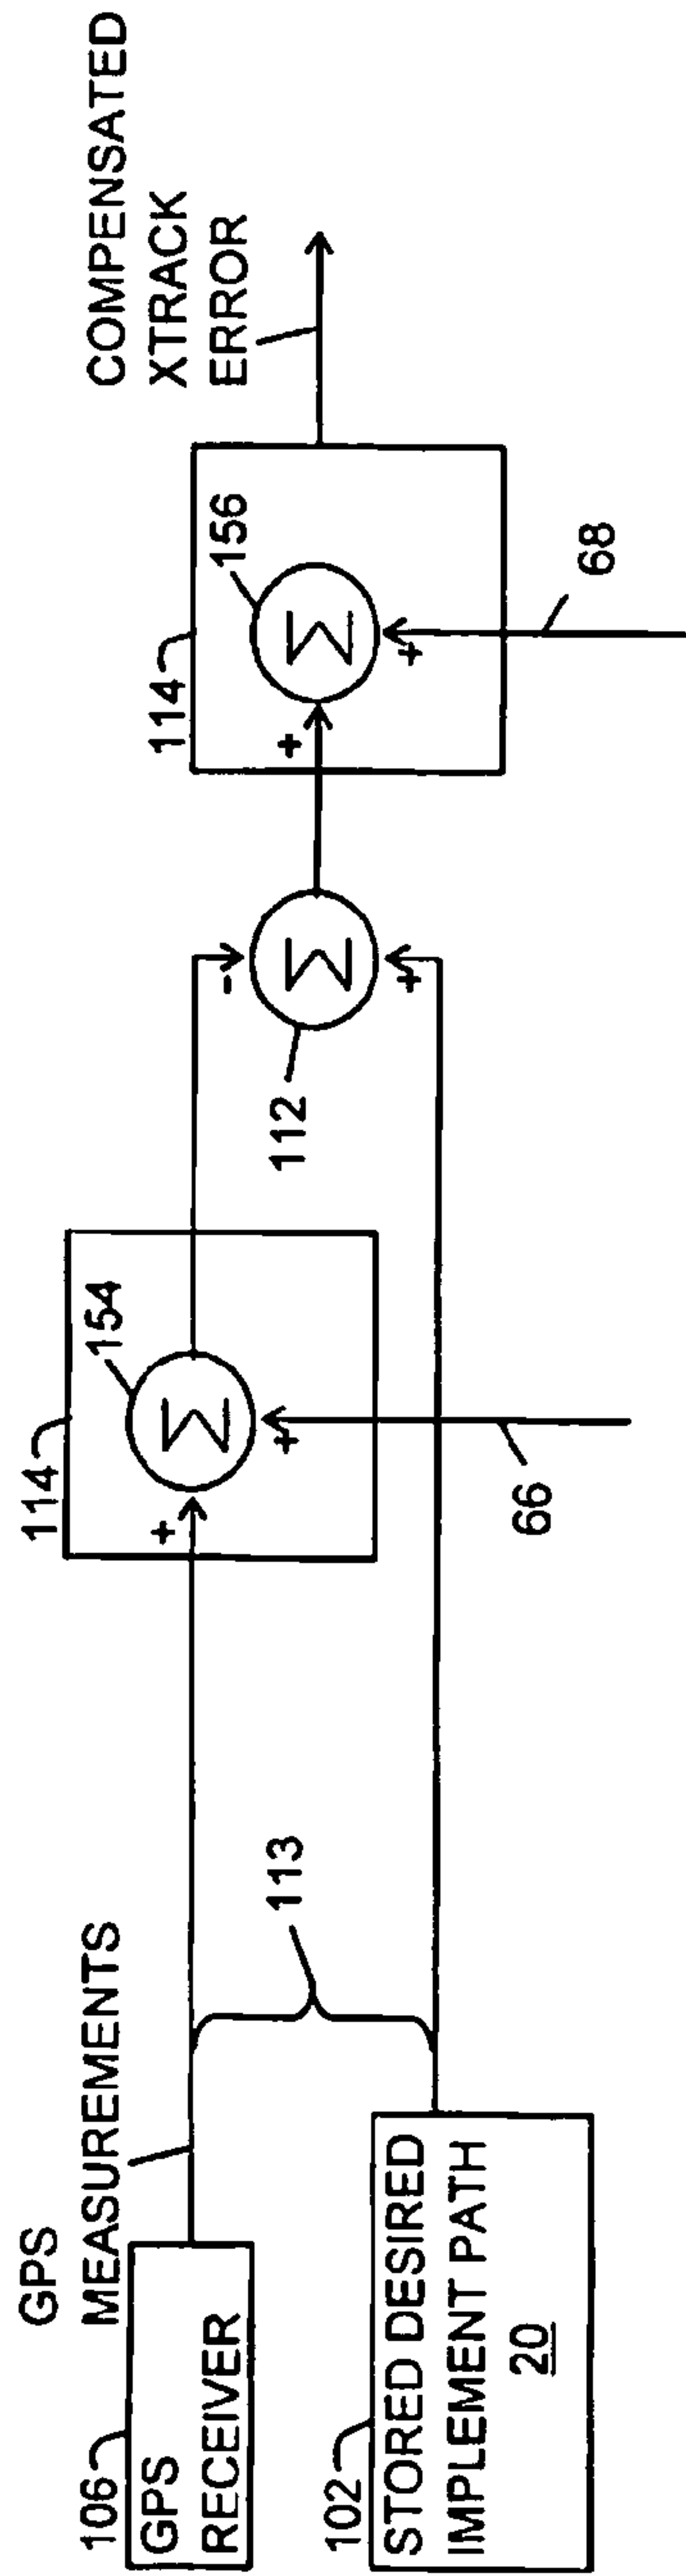 106
GPS
RECEIVER
GPS
MEASUREMENTS
102
STORED DESIRED
IMPLEMENT PATH
20
113
114
154
Σ
+
+
66
112
Σ
-
+
114
156
Σ
+
+
68
COMPENSATED
XTRACK
ERROR